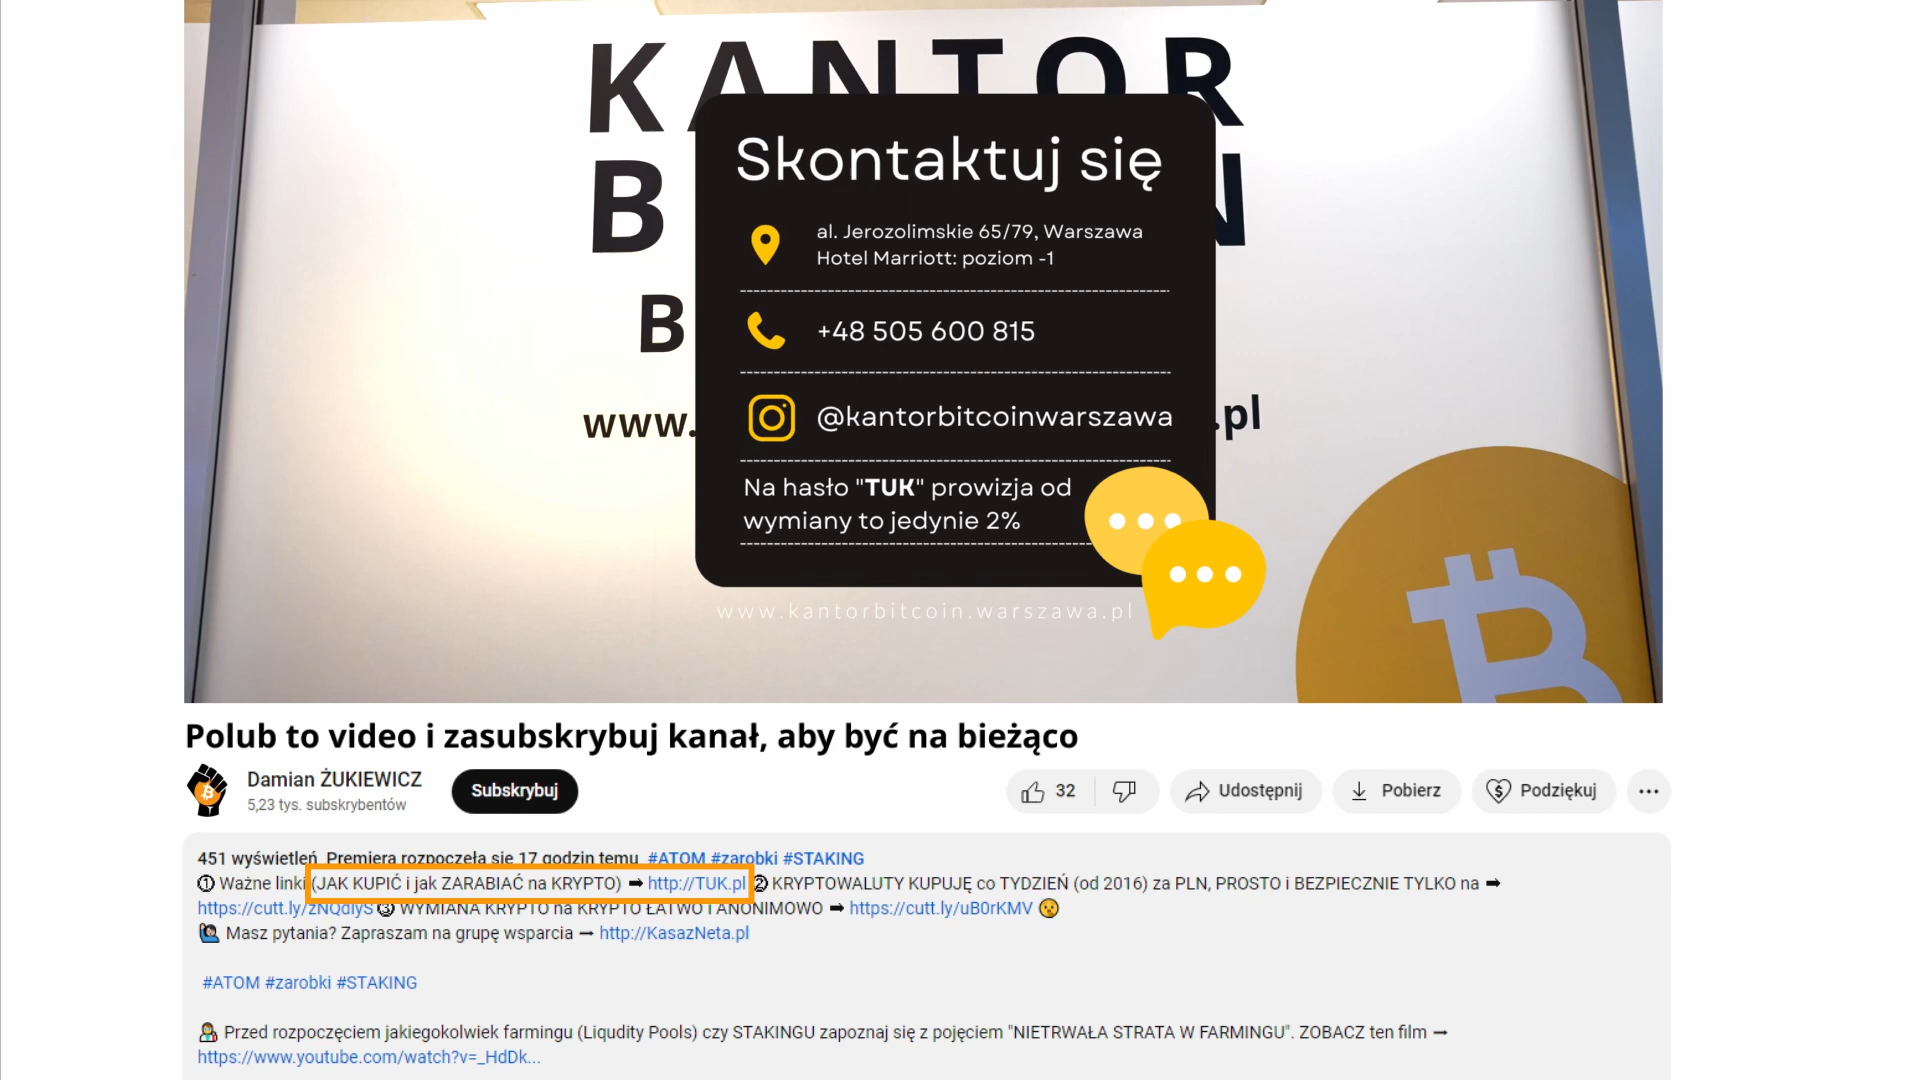 KANTOR
B
N
Skontaktuj się
al. Jerozolimskie 65/79, Warszawa
Hotel Marriott: poziom -1
B
+48 505 600 815
www.
.pl
@kantorbitcoinwarszawa
Na hasło "TUK" prowizja od
wymiany to jedynie 2%
www.kantorbitcoin.warszawa.pl
Polub to video i zasubskrybuj kanał, aby być na bieżąco
Damian ŻUKIEWICZ
5,23 tys. subskrybentów
Subskrybuj
32
Udostępnij
Pobierz
Podziękuj
451 wyświetleń Premiera rozpoczęła się 17 godzin temu #ATOM #zarobki #STAKING
① Ważne linki (JAK KUPIĆ i jak ZARABIAĆ na KRYPTO) ➡ http://TUK.pl ② KRYPTOWALUTY KUPUJĘ co TYDZIEŃ (od 2016) za PLN, PROSTO i BEZPIECZNIE TYLKO na ➡
https://cutt.ly/zNQdlyS ③ WYMIANA KRYPTO na KRYPTO ŁATWO i ANONIMOWO ➡ https://cutt.ly/uB0rKMV
Masz pytania? Zapraszam na grupę wsparcia → http://KasazNeta.pl
#ATOM #zarobki #STAKING
Przed rozpoczęciem jakiegokolwiek farmingu (Liqudity Pools) czy STAKINGU zapoznaj się z pojęciem "NIETRWAŁA STRATA W FARMINGU". ZOBACZ ten film →
https://www.youtube.com/watch?v=_HdDk...